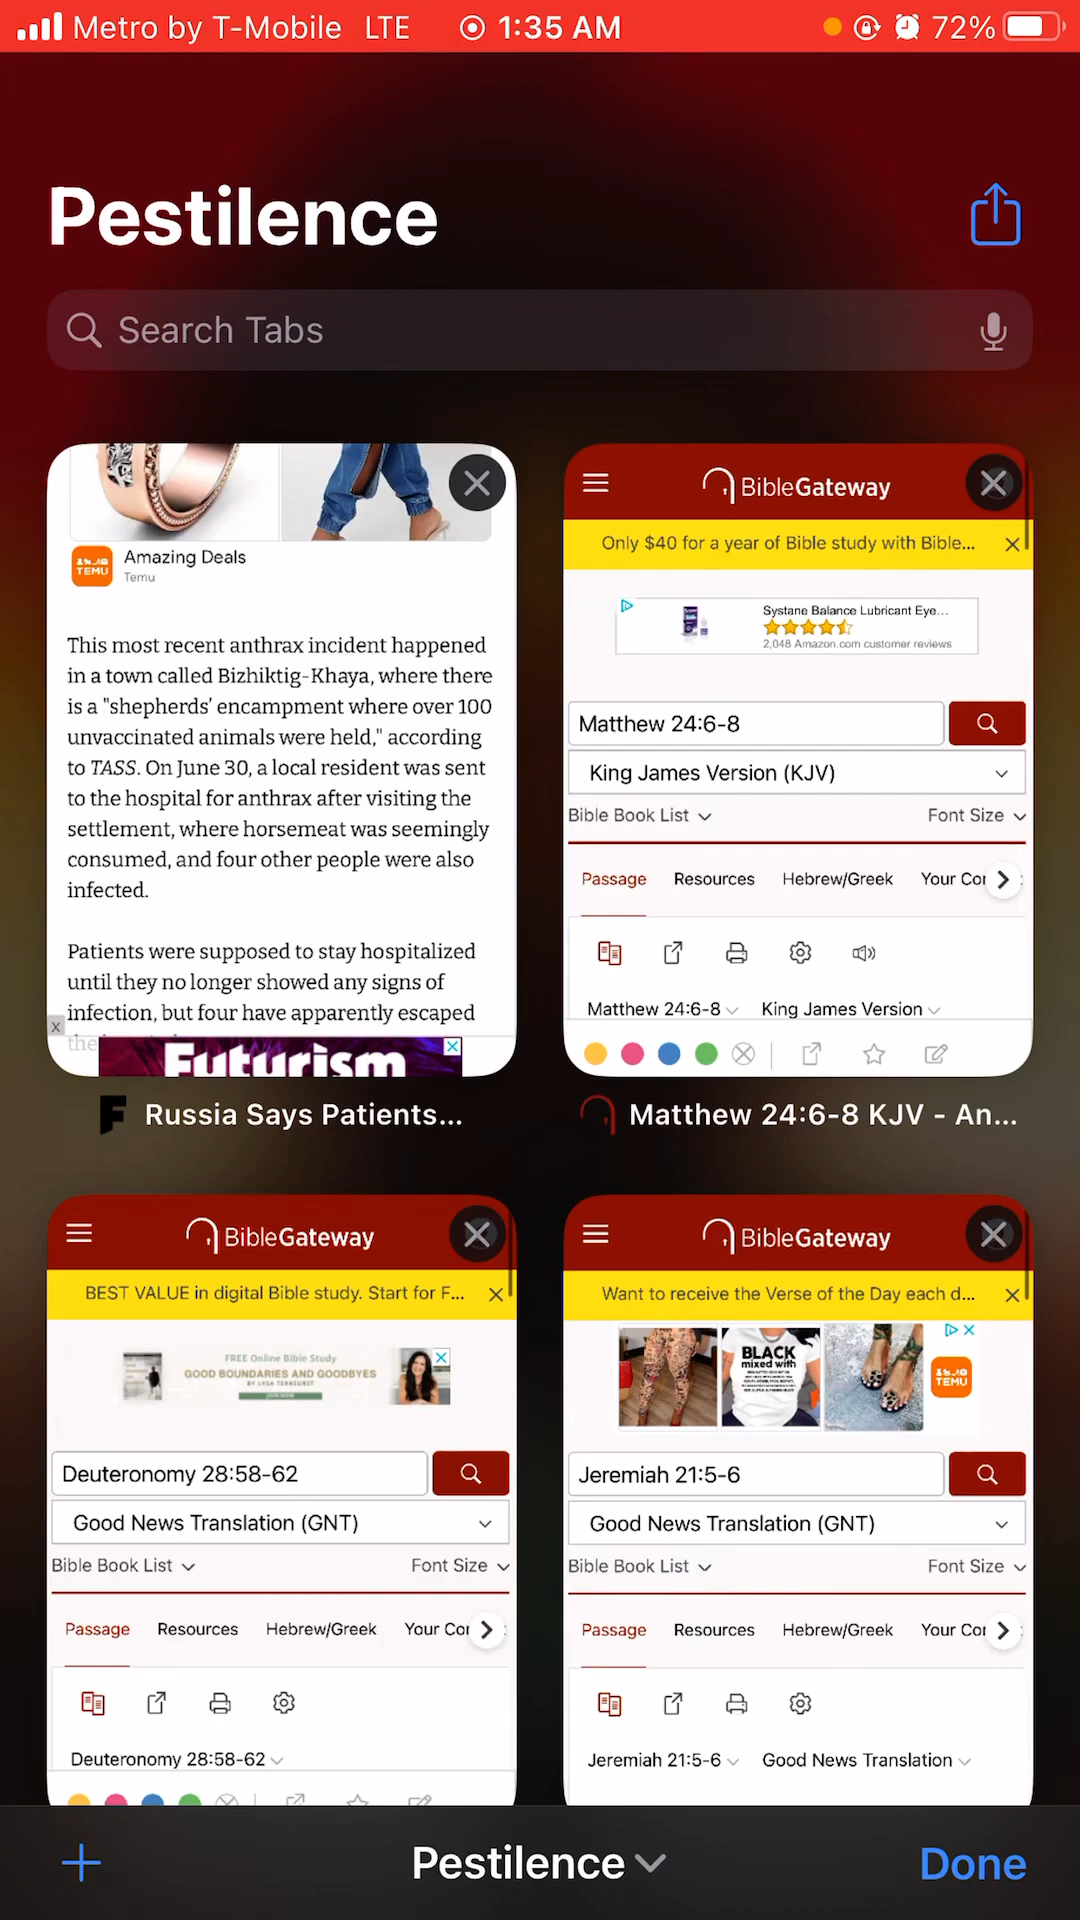 Metro by T-Mobile LTE 1:35 AM 72%
Pestilence
Search Tabs
TEMU
Amazing Deals
Temu
This most recent anthrax incident happened
in a town called Bizhiktig-Khaya, where there
is a "shepherds’ encampment where over 100
unvaccinated animals were held," according
to TASS. On June 30, a local resident was sent
to the hospital for anthrax after visiting the
settlement, where horsemeat was seemingly
consumed, and four other people were also
infected.
Patients were supposed to stay hospitalized
until they no longer showed any signs of
infection, but four have apparently escaped
the
X
Futurism
Russia Says Patients...
BibleGateway
Only $40 for a year of Bible study with Bible...
Systane Balance Lubricant Eye...
2,048 Amazon.com customer reviews
Matthew 24:6-8
King James Version (KJV)
Bible Book List Font Size
Passage Resources Hebrew/Greek Your Con
Matthew 24:6-8 King James Version
Matthew 24:6-8 KJV - An...
BibleGateway
BEST VALUE in digital Bible study. Start for F...
FREE Online Bible Study
GOOD BOUNDARIES AND GOODBYES
BY LYSA TERKEURST
JOIN NOW
Deuteronomy 28:58-62
Good News Translation (GNT)
Bible Book List Font Size
Passage Resources Hebrew/Greek Your Con
Deuteronomy 28:58-62
BibleGateway
Want to receive the Verse of the Day each d...
BLACK
mixed with
TEMU
Jeremiah 21:5-6
Good News Translation (GNT)
Bible Book List Font Size
Passage Resources Hebrew/Greek Your Con
Jeremiah 21:5-6 Good News Translation
Pestilence
Done